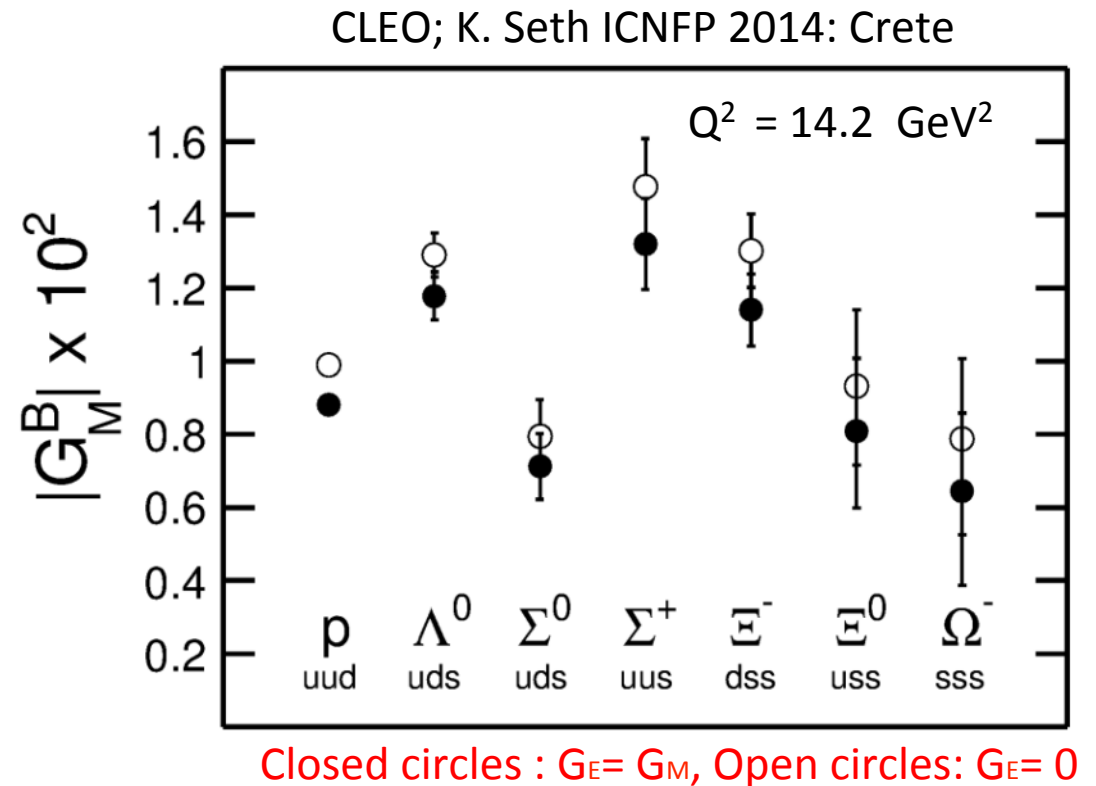 CLEO; K. Seth ICNFP 2014: Crete
Q² = 14.2 GeV²
|G_M^B| x 10²
1.6
1.4
1.2
1
0.8
0.6
0.4
0.2
p Λ⁰ Σ⁰ Σ⁺ Ξ⁻ Ξ⁰ Ω⁻
uud uds uds uus dss uss sss
Closed circles : GE= GM, Open circles: GE= 0